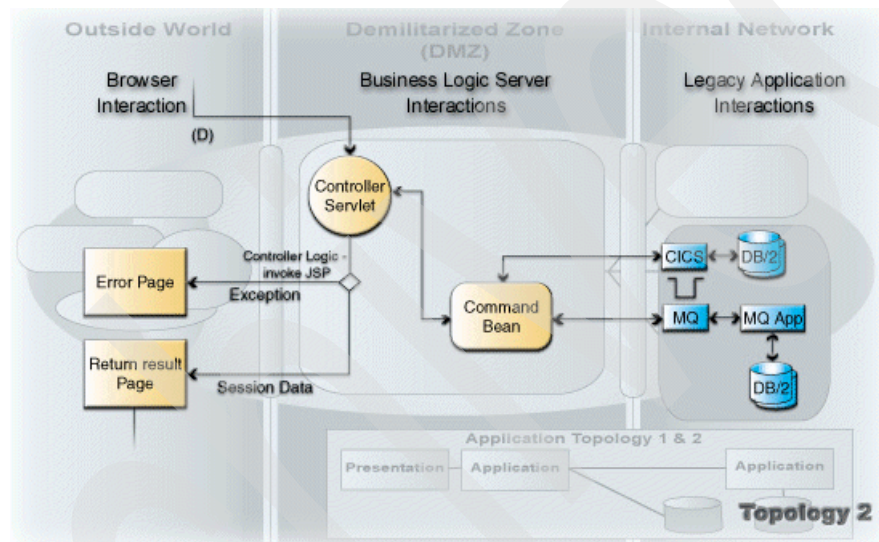 Outside World
Demilitarized Zone
(DMZ)
Internal Network
Browser
Interaction
Business Logic Server
Interactions
Legacy Application
Interactions
(D)
Controller
Servlet
Controller Logic -
invoke JSP
Error Page
Exception
Command
Bean
CICS
DB/2
MQ
MQ App
Return result
Page
Session Data
DB/2
Application Topology 1 & 2
Presentation
Application
Application
Topology 2